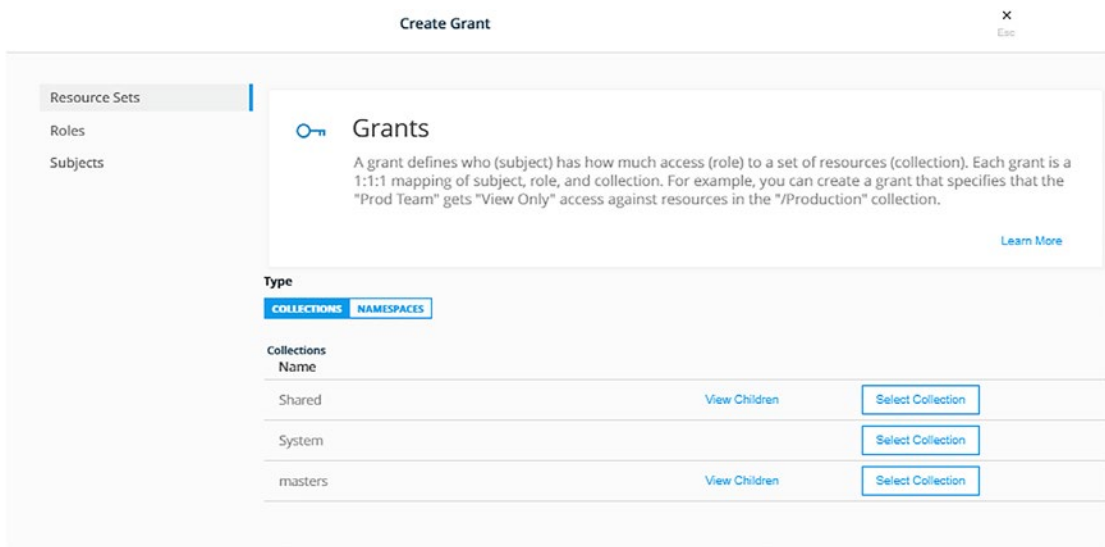 Create Grant
×
Esc
Resource Sets
Roles
Subjects
Grants
A grant defines who (subject) has how much access (role) to a set of resources (collection). Each grant is a
1:1:1 mapping of subject, role, and collection. For example, you can create a grant that specifies that the
"Prod Team" gets "View Only" access against resources in the "/Production" collection.
Learn More
Type
COLLECTIONS NAMESPACES
Collections
Name
Shared View Children Select Collection
System Select Collection
masters View Children Select Collection